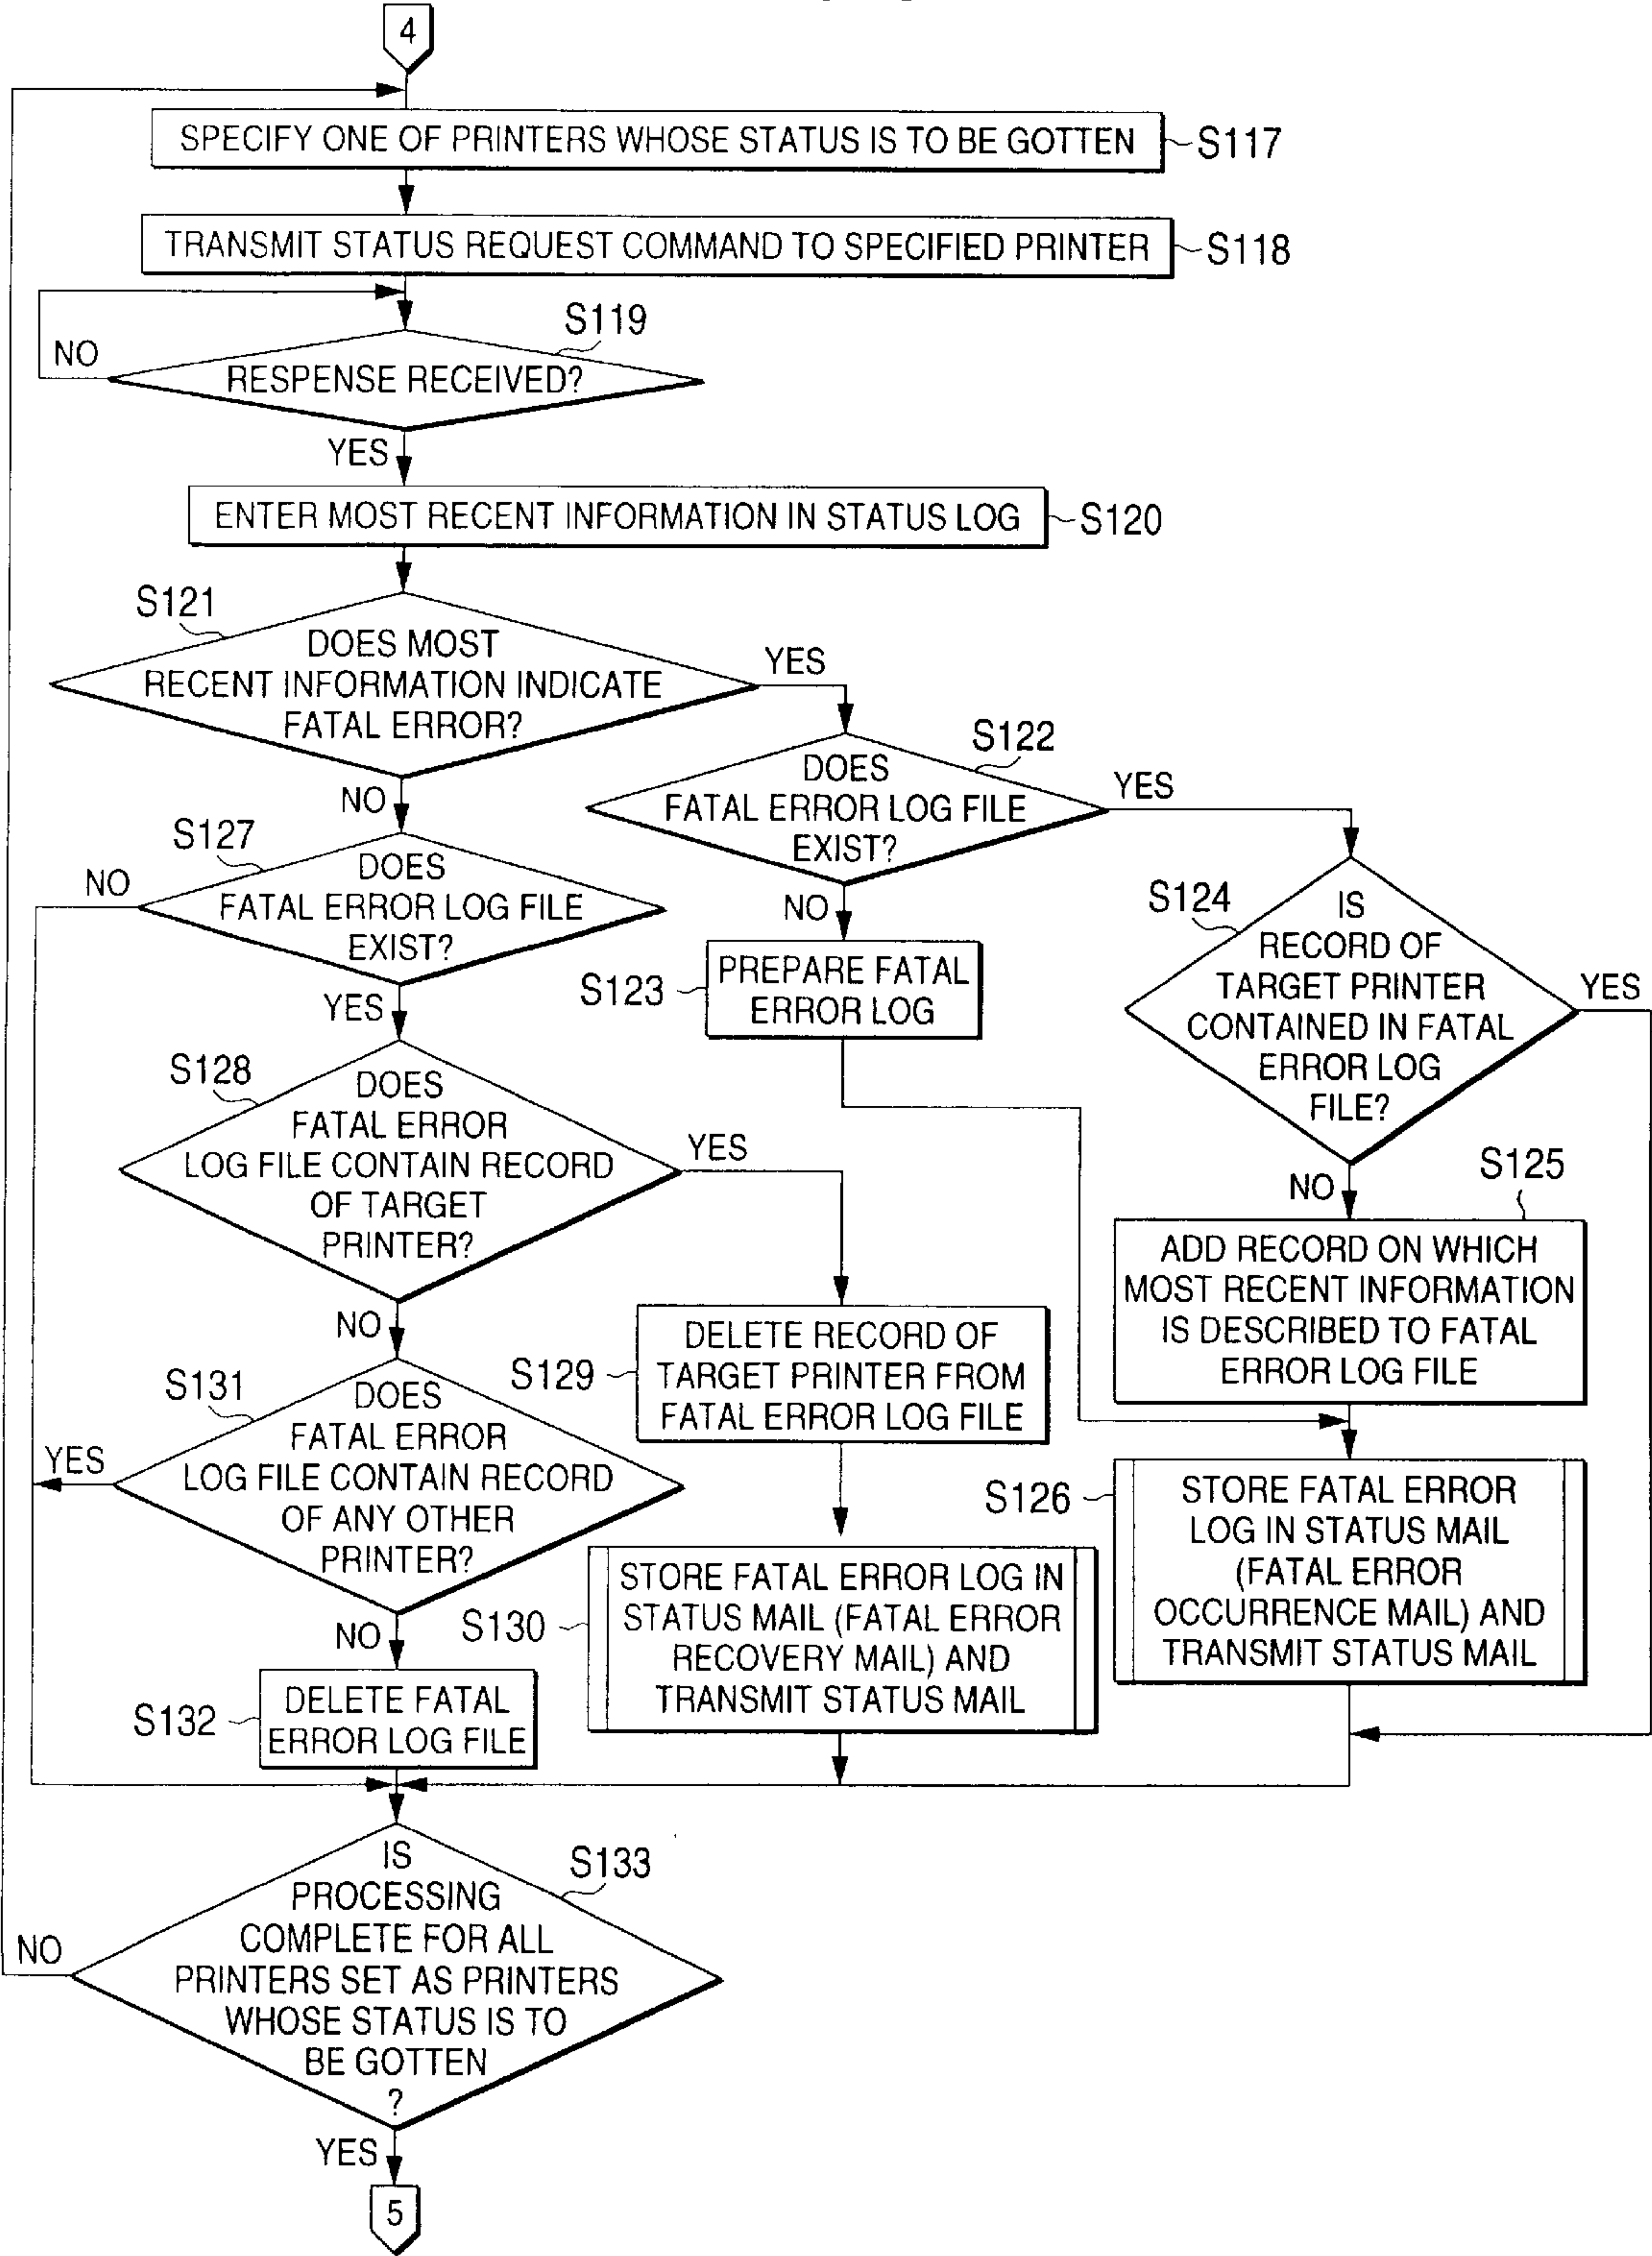 4
SPECIFY ONE OF PRINTERS WHOSE STATUS IS TO BE GOTTEN
S117
TRANSMIT STATUS REQUEST COMMAND TO SPECIFIED PRINTER
S118
S119
NO
RESPENSE RECEIVED?
YES
ENTER MOST RECENT INFORMATION IN STATUS LOG
S120
S121
DOES MOST
RECENT INFORMATION INDICATE
FATAL ERROR?
YES
NO
S122
DOES
FATAL ERROR LOG FILE
EXIST?
YES
NO
S127
DOES
FATAL ERROR LOG FILE
EXIST?
NO
YES
S123
PREPARE FATAL
ERROR LOG
S124
IS
RECORD OF
TARGET PRINTER
CONTAINED IN FATAL
ERROR LOG
FILE?
YES
NO
S128
DOES
FATAL ERROR
LOG FILE CONTAIN RECORD
OF TARGET
PRINTER?
YES
NO
S125
ADD RECORD ON WHICH
MOST RECENT INFORMATION
IS DESCRIBED TO FATAL
ERROR LOG FILE
S129
DELETE RECORD OF
TARGET PRINTER FROM
FATAL ERROR LOG FILE
S131
DOES
FATAL ERROR
LOG FILE CONTAIN RECORD
OF ANY OTHER
PRINTER?
YES
NO
S126
STORE FATAL ERROR
LOG IN STATUS MAIL
(FATAL ERROR
OCCURRENCE MAIL) AND
TRANSMIT STATUS MAIL
S130
STORE FATAL ERROR LOG IN
STATUS MAIL (FATAL ERROR
RECOVERY MAIL) AND
TRANSMIT STATUS MAIL
S132
DELETE FATAL
ERROR LOG FILE
S133
IS
PROCESSING
COMPLETE FOR ALL
PRINTERS SET AS PRINTERS
WHOSE STATUS IS TO
BE GOTTEN
?
NO
YES
5